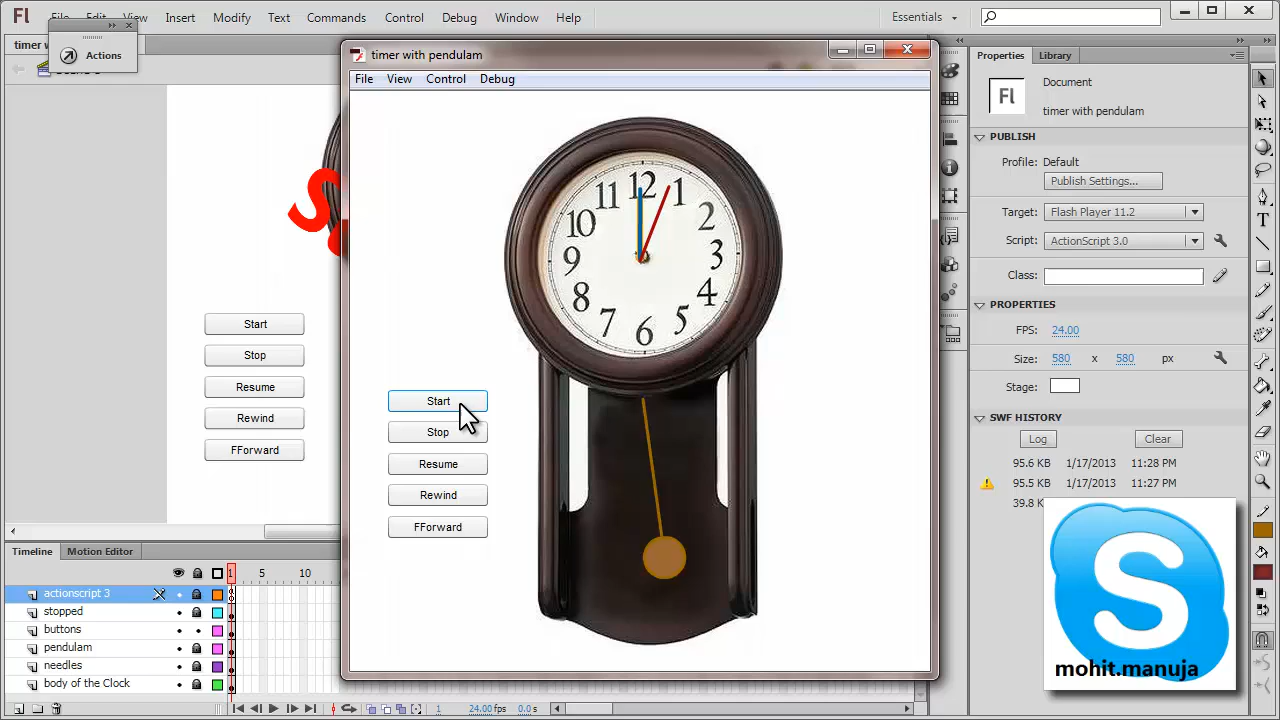 Fl
File Edit View Insert Modify Text Commands Control Debug Window Help
Essentials
timer w
Actions
timer with pendulam
File View Control Debug
12
1
2
3
4
5
6
7
8
9
10
11
Start
Stop
Resume
Rewind
FForward
S
Start
Stop
Resume
Rewind
FForward
Properties Library
Fl
Document
timer with pendulam
PUBLISH
Profile: Default
Publish Settings...
Target: Flash Player 11.2
Script: ActionScript 3.0
Class:
PROPERTIES
FPS: 24.00
Size: 580 x 580 px
Stage:
SWF HISTORY
Log Clear
95.6 KB 1/17/2013 11:28 PM
95.5 KB 1/17/2013 11:27 PM
39.8 K
S
mohit.manuja
Timeline Motion Editor
1 5 10
actionscript 3
stopped
buttons
pendulam
needles
body of the Clock
1 24.00 fps 0.0 s